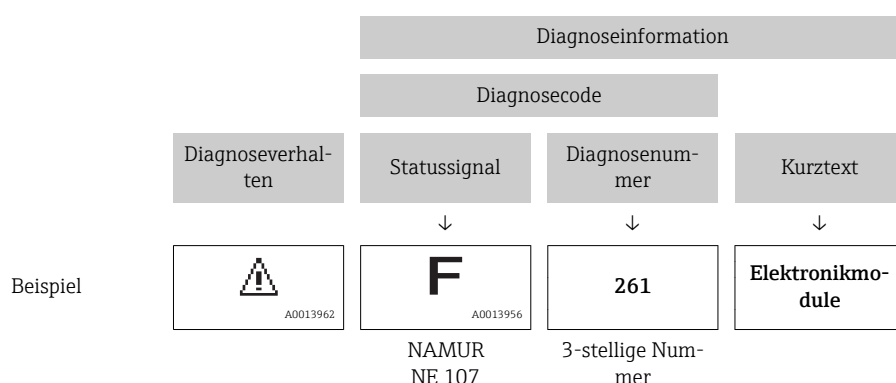 Diagnoseinformation
Diagnosecode
Diagnoseverhal-
ten
Statussignal
Diagnosenum-
mer
Kurztext
↓ ↓ ↓
Beispiel
A0013962
F
A0013956
261
Elektronikmo-
dule
NAMUR
NE 107
3-stellige Num-
mer